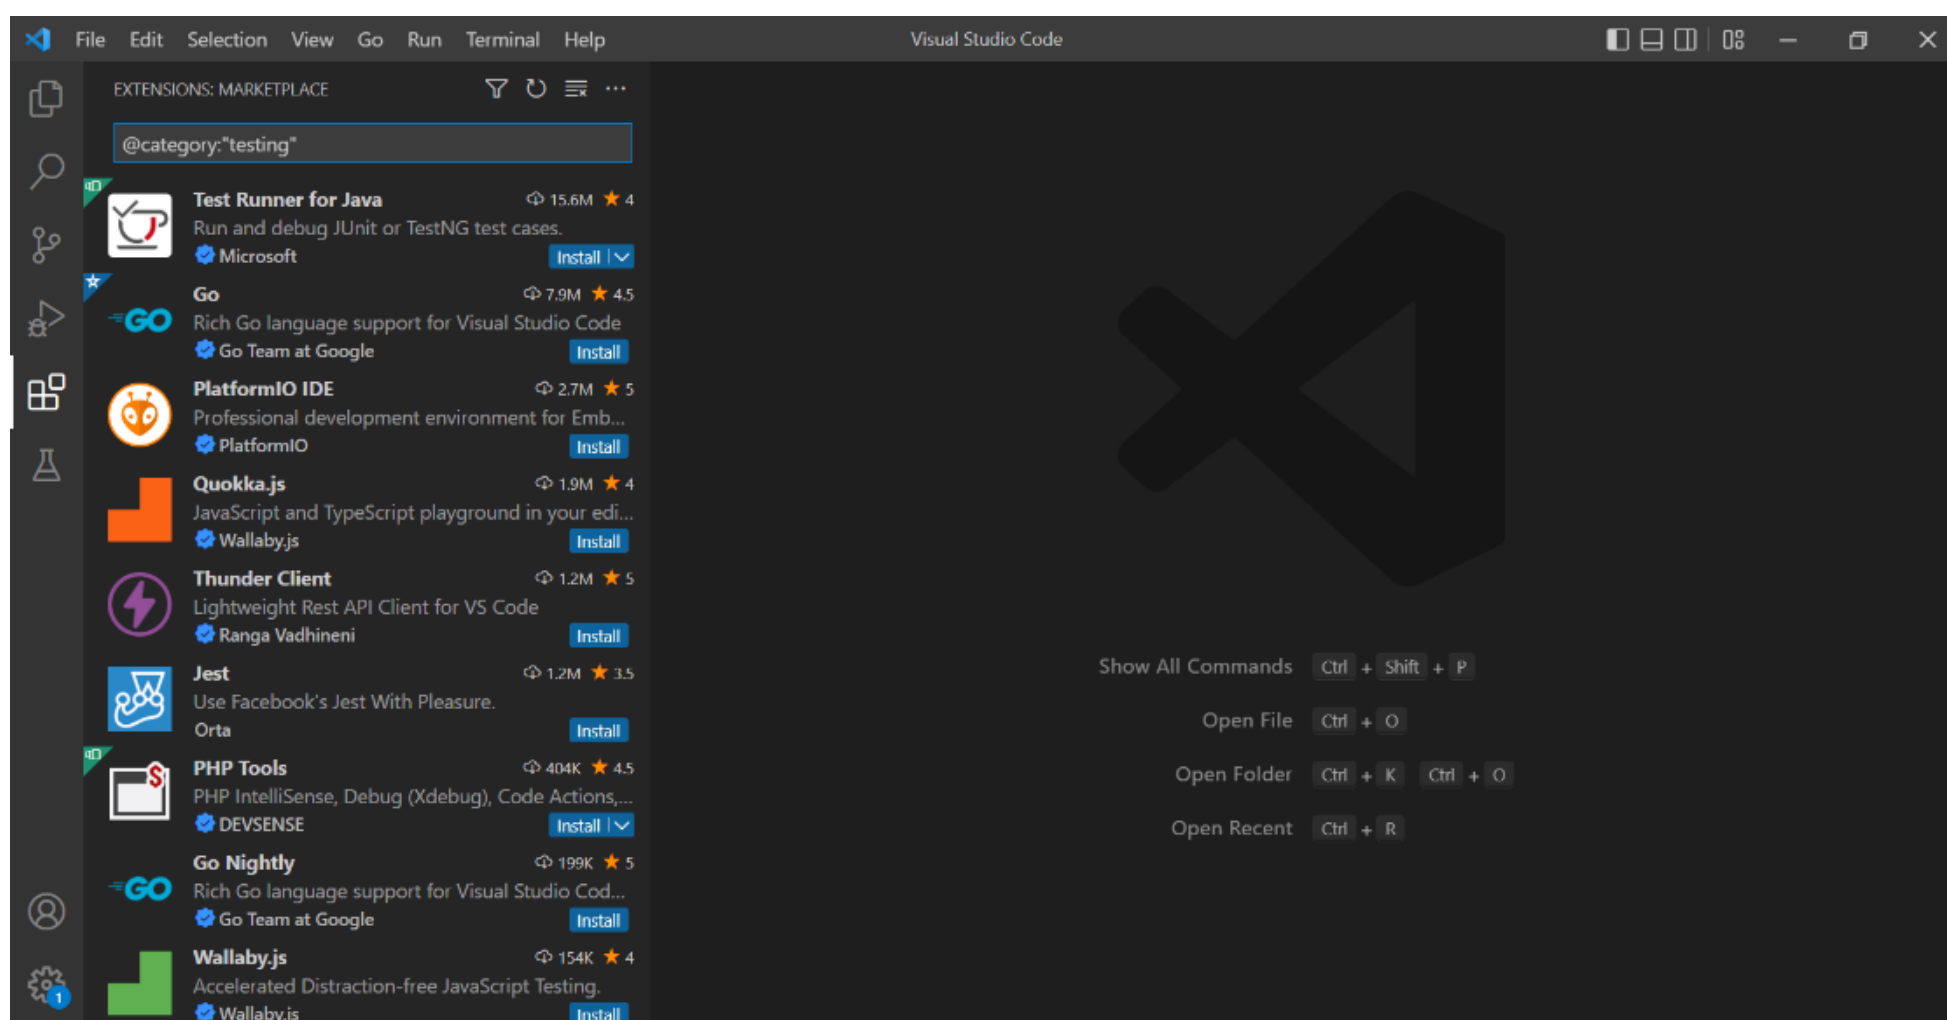 File Edit Selection View Go Run Terminal Help
Visual Studio Code
EXTENSIONS: MARKETPLACE
@category:"testing"
Test Runner for Java 15.6M 4
Run and debug JUnit or TestNG test cases.
Microsoft Install
Go 7.9M 4.5
Rich Go language support for Visual Studio Code
GO
Go Team at Google Install
PlatformIO IDE 2.7M 5
Professional development environment for Emb...
PlatformIO Install
Quokka.js 1.9M 4
JavaScript and TypeScript playground in your edi...
Wallaby.js Install
Thunder Client 1.2M 5
Lightweight Rest API Client for VS Code
Ranga Vadhineni Install
Jest 1.2M 3.5
Use Facebook's Jest With Pleasure.
Orta Install
PHP Tools 404K 4.5
PHP IntelliSense, Debug (Xdebug), Code Actions,...
DEVSENSE Install
Go Nightly 199K 5
Rich Go language support for Visual Studio Cod...
GO
Go Team at Google Install
Wallaby.js 154K 4
Accelerated Distraction-free JavaScript Testing.
Wallaby.js Install
1
Show All Commands Ctrl + Shift + P
Open File Ctrl + O
Open Folder Ctrl + K Ctrl + O
Open Recent Ctrl + R